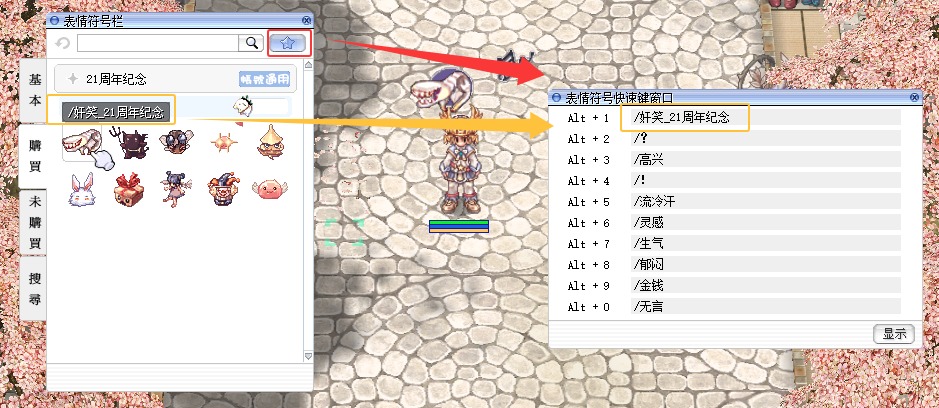 表情符号栏
21周年纪念
帳號通用
/奸笑_21周年纪念
基本
購買
未購買
搜尋
表情符号快速键窗口
Alt + 1 /奸笑_21周年纪念
Alt + 2 /?
Alt + 3 /高兴
Alt + 4 /!
Alt + 5 /流冷汗
Alt + 6 /灵感
Alt + 7 /生气
Alt + 8 /郁闷
Alt + 9 /金钱
Alt + 0 /无言
显示